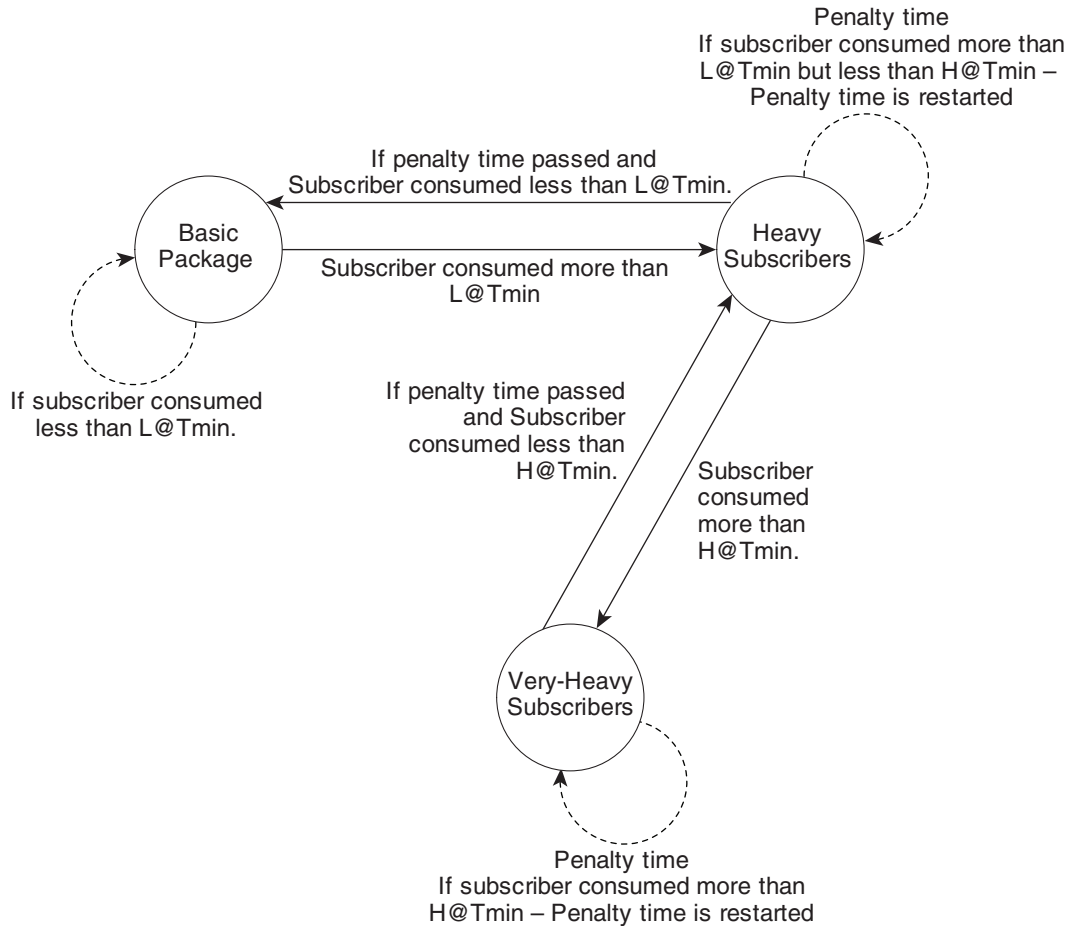 Penalty time
If subscriber consumed more than
L@Tmin but less than H@Tmin –
Penalty time is restarted
If penalty time passed and
Subscriber consumed less than L@Tmin.
Basic
Package
Heavy
Subscribers
Subscriber consumed more than
L@Tmin
If subscriber consumed
less than L@Tmin.
If penalty time passed
and Subscriber
consumed less than
H@Tmin.
Subscriber
consumed
more than
H@Tmin.
Very-Heavy
Subscribers
Penalty time
If subscriber consumed more than
H@Tmin – Penalty time is restarted